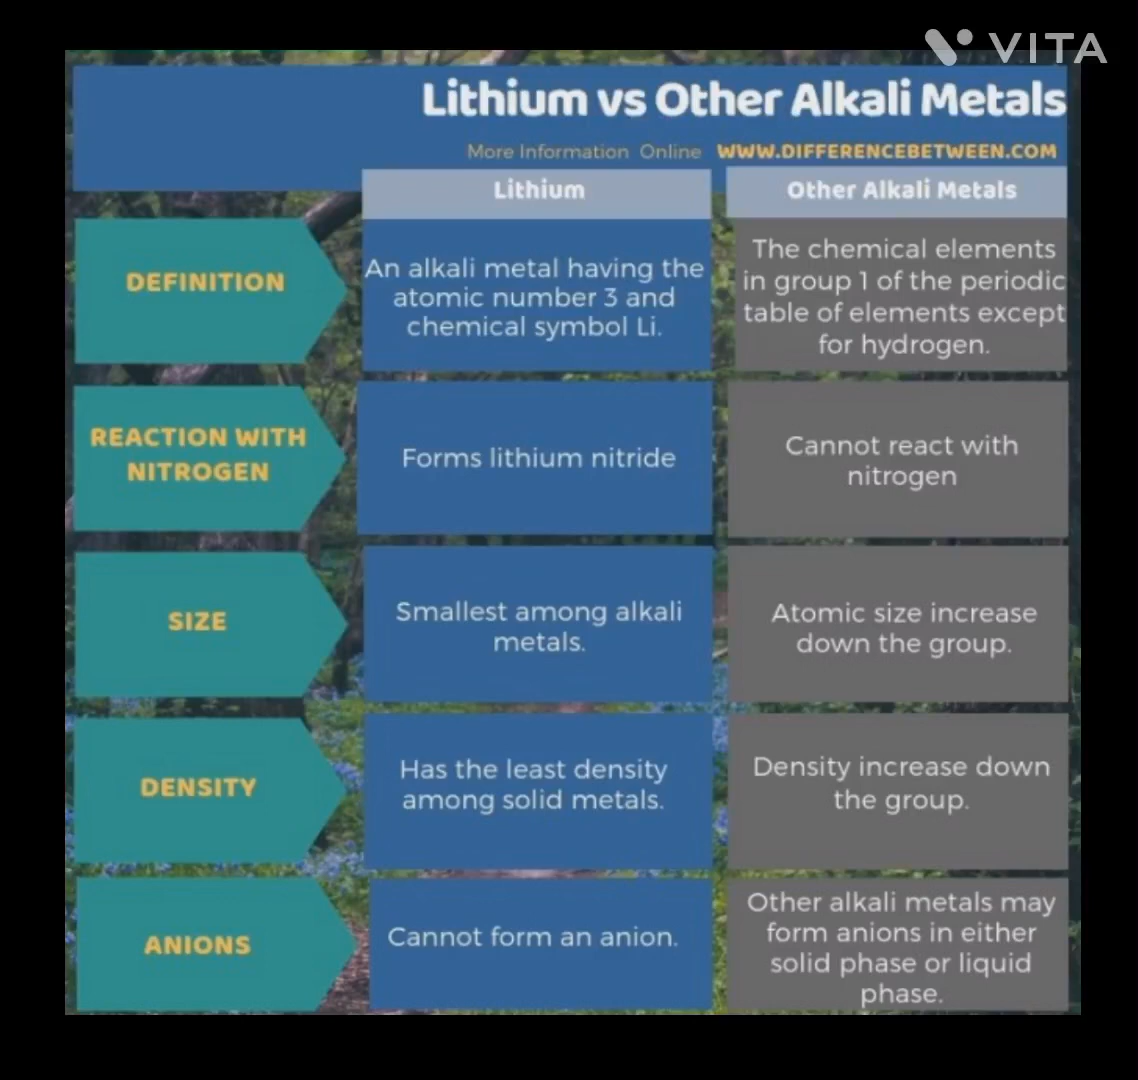 VITA
Lithium vs Other Alkali Metals
More Information Online WWW.DIFFERENCEBETWEEN.COM
Lithium
Other Alkali Metals
DEFINITION
An alkali metal having the
atomic number 3 and
chemical symbol Li.
The chemical elements
in group 1 of the periodic
table of elements except
for hydrogen.
REACTION WITH
NITROGEN
Forms lithium nitride
Cannot react with
nitrogen
SIZE
Smallest among alkali
metals.
Atomic size increase
down the group.
DENSITY
Has the least density
among solid metals.
Density increase down
the group.
ANIONS
Cannot form an anion.
Other alkali metals may
form anions in either
solid phase or liquid
phase.